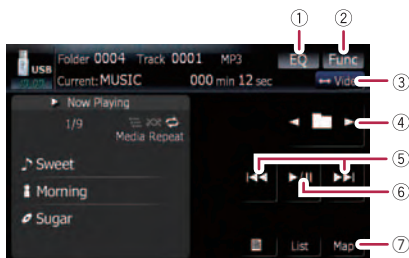 ① ②
Folder 0004 Track 0001 MP3 EQ Func
USB
Current: MUSIC 000 min 12 sec Video
③
Now Playing
1/9
Media Repeat
④
Sweet
⑤
Morning
⑥
Sugar
List Map
⑦